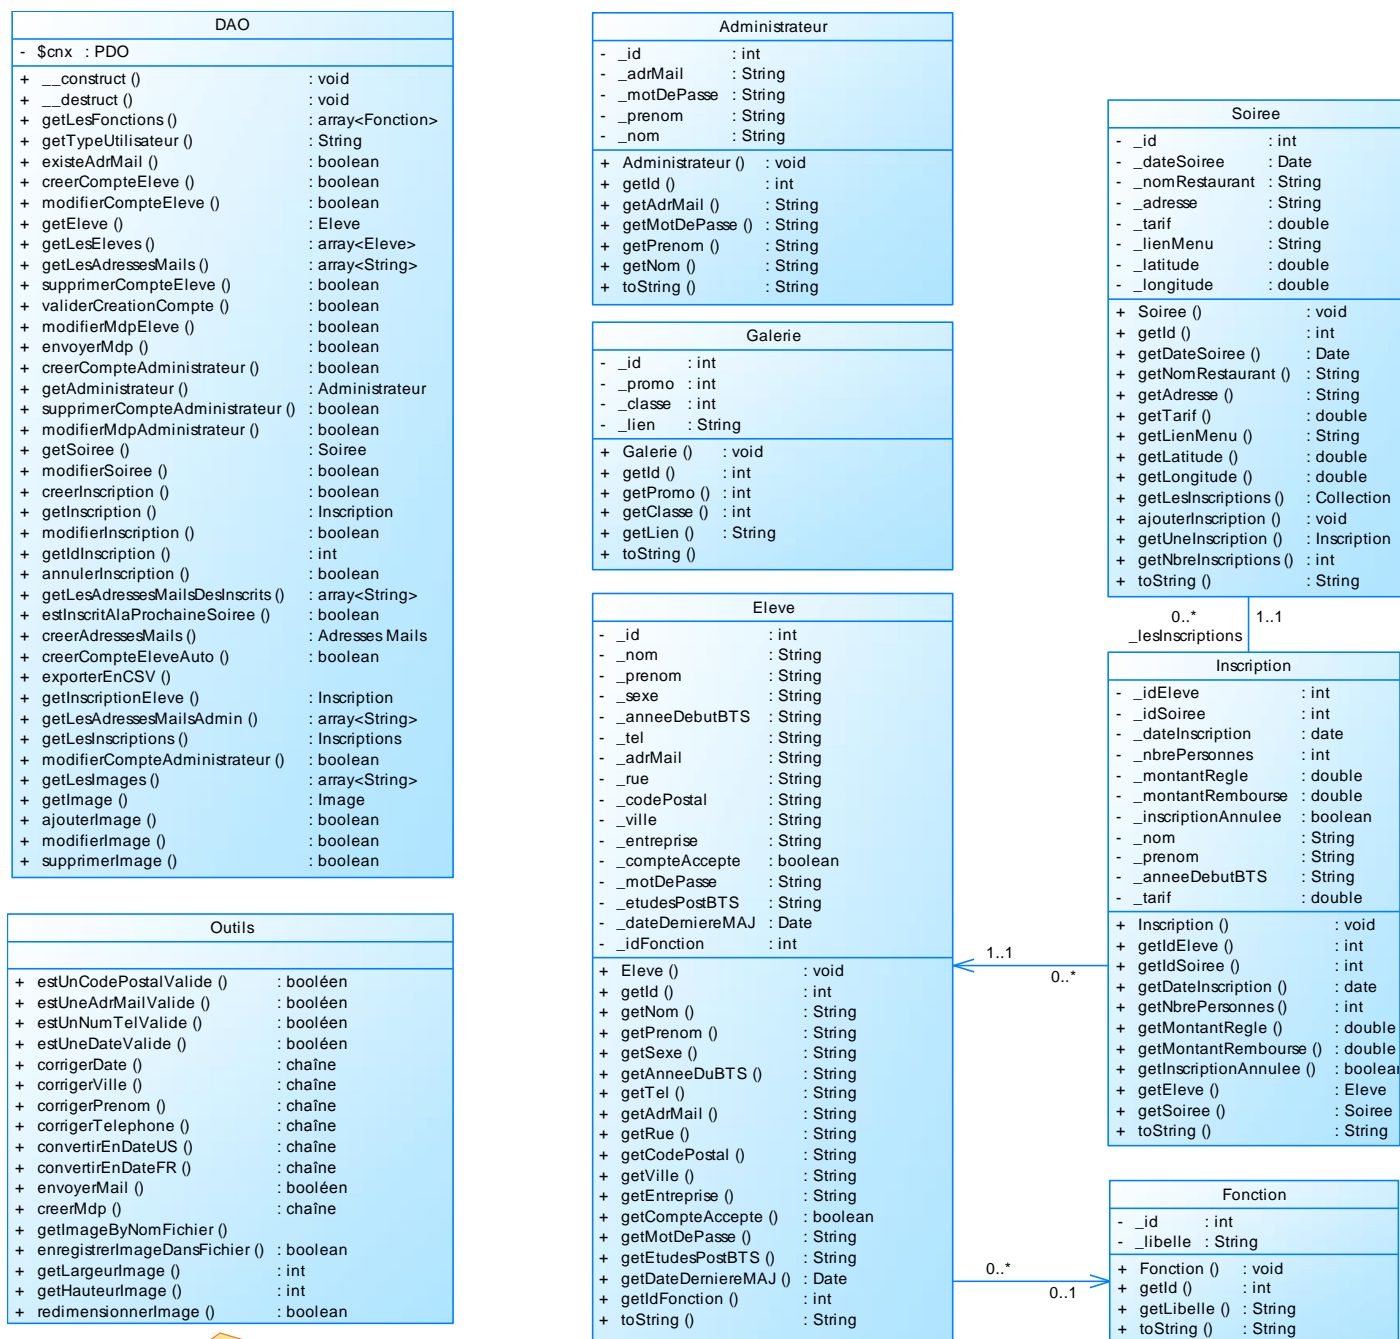 DAO
- $cnx : PDO
+ __construct () : void
+ __destruct () : void
+ getLesFonctions () : array<Fonction>
+ getTypeUtilisateur () : String
+ existeAdrMail () : boolean
+ creerCompteEleve () : boolean
+ modifierCompteEleve () : boolean
+ getEleve () : Eleve
+ getLesEleves () : array<Eleve>
+ getLesAdressesMails () : array<String>
+ supprimerCompteEleve () : boolean
+ validerCreationCompte () : boolean
+ modifierMdpEleve () : boolean
+ envoyerMdp () : boolean
+ creerCompteAdministrateur () : boolean
+ getAdministrateur () : Administrateur
+ supprimerCompteAdministrateur () : boolean
+ modifierMdpAdministrateur () : boolean
+ getSoiree () : Soiree
+ modifierSoiree () : boolean
+ creerInscription () : boolean
+ getInscription () : Inscription
+ modifierInscription () : boolean
+ getIdInscription () : int
+ annulerInscription () : boolean
+ getLesAdressesMailsDesInscrits () : array<String>
+ estInscritAlaProchaineSoiree () : boolean
+ creerAdressesMails () : Adresses Mails
+ creerCompteEleveAuto () : boolean
+ exporterEnCSV ()
+ getInscriptionEleve () : Inscription
+ getLesAdressesMailsAdmin () : array<String>
+ getLesInscriptions () : Inscriptions
+ modifierCompteAdministrateur () : boolean
+ getLesImages () : array<String>
+ getImage () : Image
+ ajouterImage () : boolean
+ modifierImage () : boolean
+ supprimerImage () : boolean
Outils
+ estUnCodePostalValide () : booléen
+ estUneAdrMailValide () : booléen
+ estUnNumTelValide () : booléen
+ estUneDateValide () : booléen
+ corrigerDate () : chaîne
+ corrigerVille () : chaîne
+ corrigerPrenom () : chaîne
+ corrigerTelephone () : chaîne
+ convertirEnDateUS () : chaîne
+ convertirEnDateFR () : chaîne
+ envoyerMail () : booléen
+ creerMdp () : chaîne
+ getImageByNomFichier ()
+ enregistrerImageDansFichier () : boolean
+ getLargeurImage () : int
+ getHauteurImage () : int
+ redimensionnerImage () : boolean
Administrateur
- _id : int
- _adrMail : String
- _motDePasse : String
- _prenom : String
- _nom : String
+ Administrateur () : void
+ getId () : int
+ getAdrMail () : String
+ getMotDePasse () : String
+ getPrenom () : String
+ getNom () : String
+ toString () : String
Galerie
- _id : int
- _promo : int
- _classe : int
- _lien : String
+ Galerie () : void
+ getId () : int
+ getPromo () : int
+ getClasse () : int
+ getLien () : String
+ toString ()
Eleve
- _id : int
- _nom : String
- _prenom : String
- _sexe : String
- _anneeDebutBTS : String
- _tel : String
- _adrMail : String
- _rue : String
- _codePostal : String
- _ville : String
- _entreprise : String
- _compteAccepte : boolean
- _motDePasse : String
- _etudesPostBTS : String
- _dateDerniereMAJ : Date
- _idFonction : int
+ Eleve () : void
+ getId () : int
+ getNom () : String
+ getPrenom () : String
+ getSexe () : String
+ getAnneeDuBTS () : String
+ getTel () : String
+ getAdrMail () : String
+ getRue () : String
+ getCodePostal () : String
+ getVille () : String
+ getEntreprise () : String
+ getCompteAccepte () : boolean
+ getMotDePasse () : String
+ getEtudesPostBTS () : String
+ getDateDerniereMAJ () : Date
+ getIdFonction () : int
+ toString () : String
Soiree
- _id : int
- _dateSoiree : Date
- _nomRestaurant : String
- _adresse : String
- _tarif : double
- _lienMenu : String
- _latitude : double
- _longitude : double
+ Soiree () : void
+ getId () : int
+ getDateSoiree () : Date
+ getNomRestaurant () : String
+ getAdresse () : String
+ getTarif () : double
+ getLienMenu () : String
+ getLatitude () : double
+ getLongitude () : double
+ getLesInscriptions () : Collection
+ ajouterInscription () : void
+ getUneInscription () : Inscription
+ getNbreInscriptions () : int
+ toString () : String
0..* 1..1
_lesInscriptions
Inscription
- _idEleve : int
- _idSoiree : int
- _dateInscription : date
- _nbrePersonnes : int
- _montantRegle : double
- _montantRembourse : double
- _inscriptionAnnulee : boolean
- _nom : String
- _prenom : String
- _anneeDebutBTS : String
- _tarif : double
+ Inscription () : void
+ getIdEleve () : int
+ getIdSoiree () : int
+ getDateInscription () : date
+ getNbrePersonnes () : int
+ getMontantRegle () : double
+ getMontantRembourse () : double
+ getInscriptionAnnulee () : boolean
+ getEleve () : Eleve
+ getSoiree () : Soiree
+ toString () : String
1..1
0..*
Fonction
- _id : int
- _libelle : String
+ Fonction () : void
+ getId () : int
+ getLibelle () : String
+ toString () : String
0..*
0..1